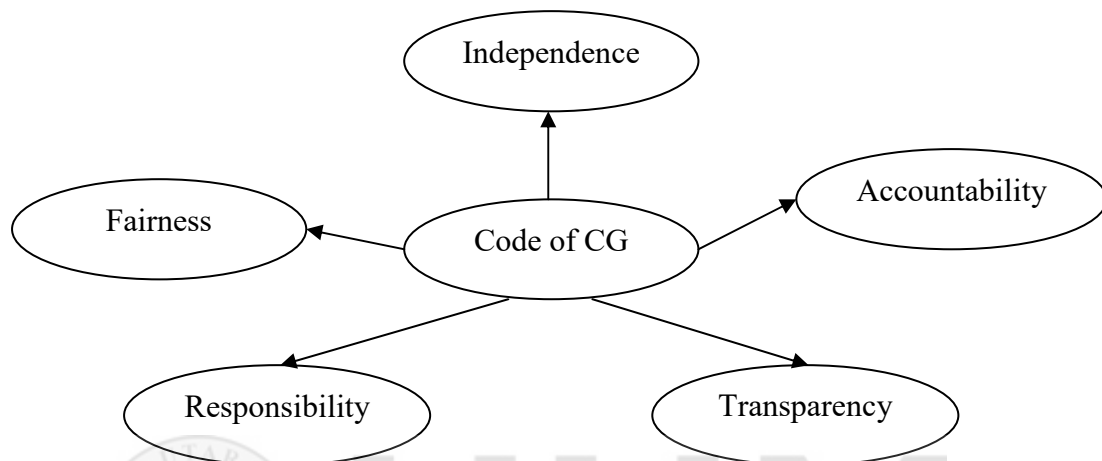 Independence
Accountability
Fairness
Code of CG
Responsibility
Transparency